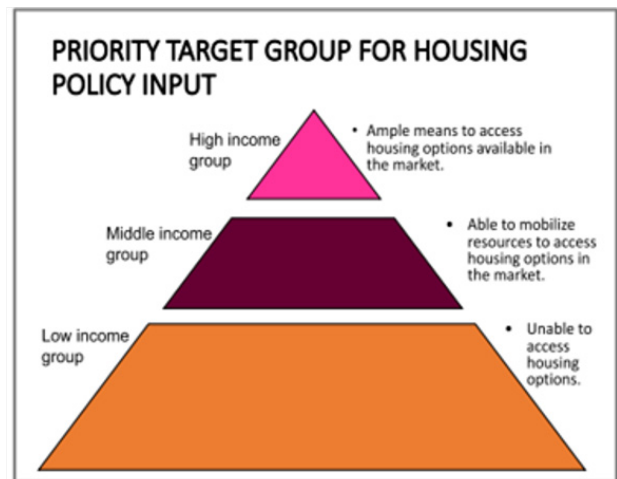 PRIORITY TARGET GROUP FOR HOUSING
POLICY INPUT
High income
group
• Ample means to access
housing options available in
the market.
Middle income
group
• Able to mobilize
resources to access
housing options in
the market.
Low income
group
• Unable to
access
housing
options.